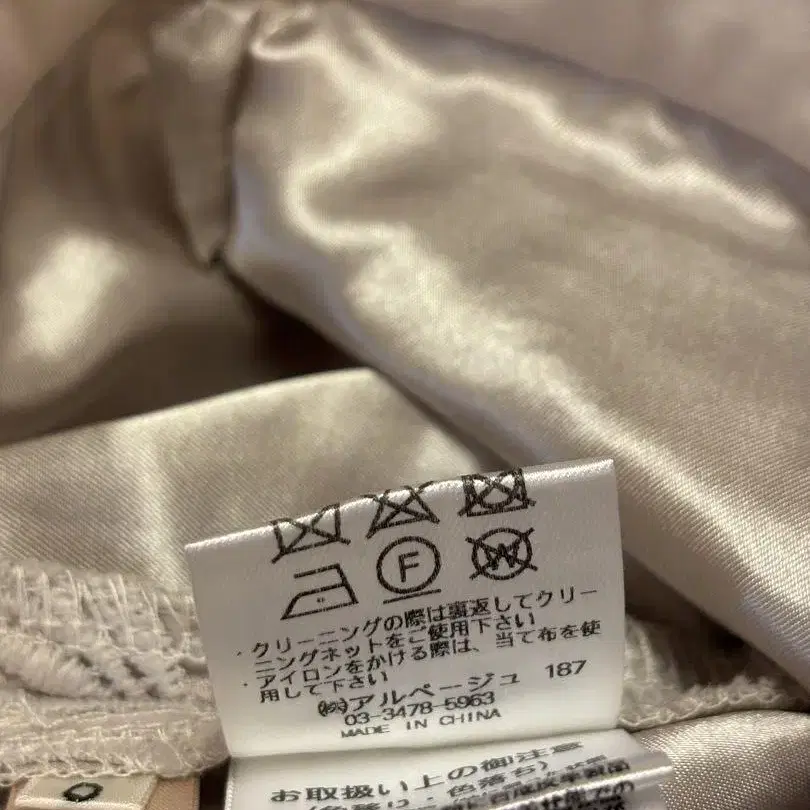 F W
・クリーニングの際は裏返してクリー
ニングネットをご使用下さい
・アイロンをかける際は、当て布を使
用して下さい
㈱アルページュ 187
03-3478-5963
MADE IN CHINA
お取扱い上の御注意